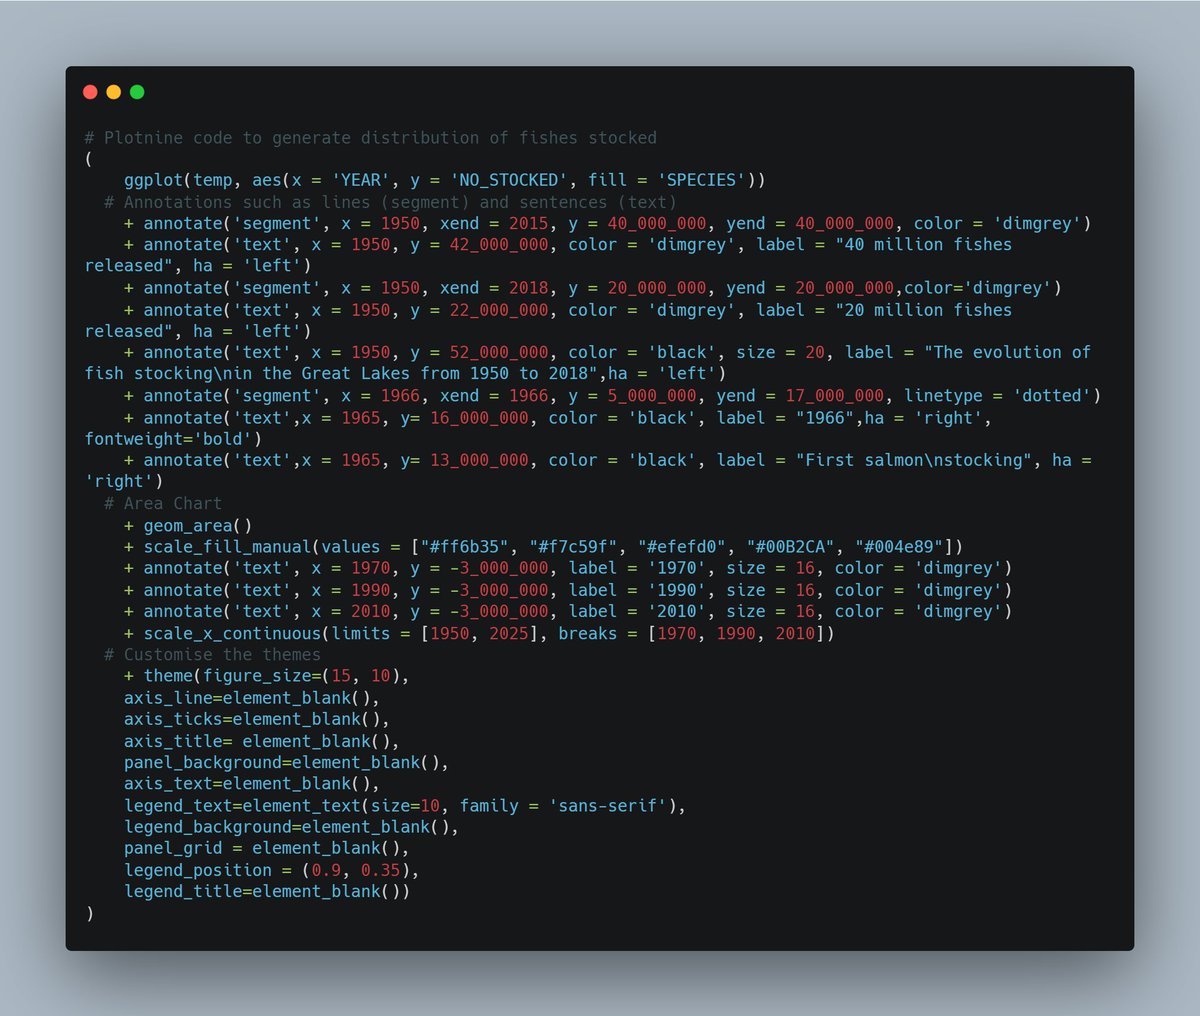 # Plotnine code to generate distribution of fishes stocked
(
    ggplot(temp, aes(x = 'YEAR', y = 'NO_STOCKED', fill = 'SPECIES'))
  # Annotations such as lines (segment) and sentences (text)
    + annotate('segment', x = 1950, xend = 2015, y = 40_000_000, yend = 40_000_000, color = 'dimgrey')
    + annotate('text', x = 1950, y = 42_000_000, color = 'dimgrey', label = "40 million fishes
released", ha = 'left')
    + annotate('segment', x = 1950, xend = 2018, y = 20_000_000, yend = 20_000_000,color='dimgrey')
    + annotate('text', x = 1950, y = 22_000_000, color = 'dimgrey', label = "20 million fishes
released", ha = 'left')
    + annotate('text', x = 1950, y = 52_000_000, color = 'black', size = 20, label = "The evolution of
fish stocking\nin the Great Lakes from 1950 to 2018",ha = 'left')
    + annotate('segment', x = 1966, xend = 1966, y = 5_000_000, yend = 17_000_000, linetype = 'dotted')
    + annotate('text',x = 1965, y= 16_000_000, color = 'black', label = "1966",ha = 'right',
fontweight='bold')
    + annotate('text',x = 1965, y= 13_000_000, color = 'black', label = "First salmon\nstocking", ha =
'right')
  # Area Chart
    + geom_area()
    + scale_fill_manual(values = ["#ff6b35", "#f7c59f", "#efefd0", "#00B2CA", "#004e89"])
    + annotate('text', x = 1970, y = -3_000_000, label = '1970', size = 16, color = 'dimgrey')
    + annotate('text', x = 1990, y = -3_000_000, label = '1990', size = 16, color = 'dimgrey')
    + annotate('text', x = 2010, y = -3_000_000, label = '2010', size = 16, color = 'dimgrey')
    + scale_x_continuous(limits = [1950, 2025], breaks = [1970, 1990, 2010])
  # Customise the themes
    + theme(figure_size=(15, 10),
    axis_line=element_blank(),
    axis_ticks=element_blank(),
    axis_title= element_blank(),
    panel_background=element_blank(),
    axis_text=element_blank(),
    legend_text=element_text(size=10, family = 'sans-serif'),
    legend_background=element_blank(),
    panel_grid = element_blank(),
    legend_position = (0.9, 0.35),
    legend_title=element_blank())
)